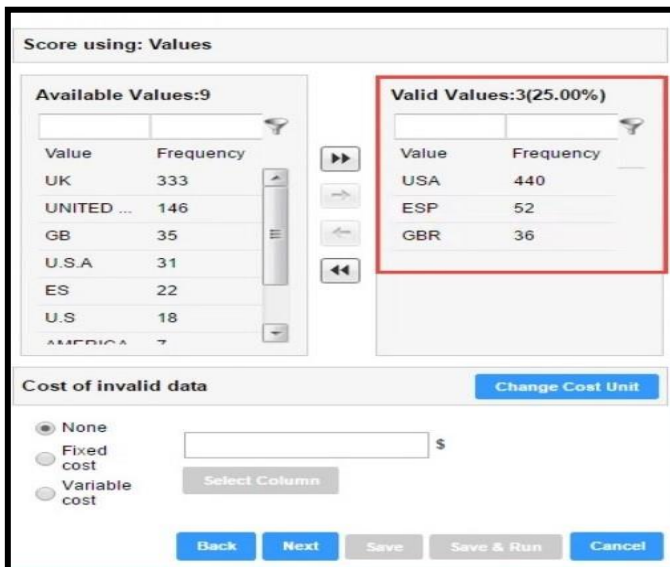 Score using: Values
Available Values:9
Value Frequency
UK 333
UNITED ... 146
GB 35
U.S.A 31
ES 22
U.S 18
AMERICA 7
Valid Values:3(25.00%)
Value Frequency
USA 440
ESP 52
GBR 36
Cost of invalid data
Change Cost Unit
None
Fixed
cost
$
Variable
cost
Select Column
Back Next Save Save & Run Cancel